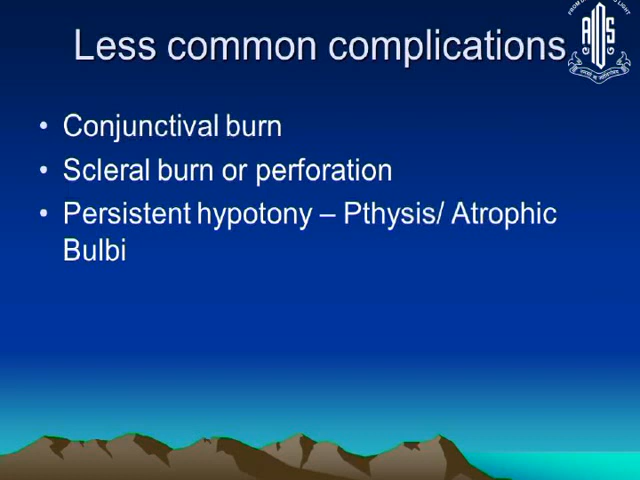 Less common complications
• Conjunctival burn
• Scleral burn or perforation
• Persistent hypotony – Pthysis/ Atrophic
Bulbi